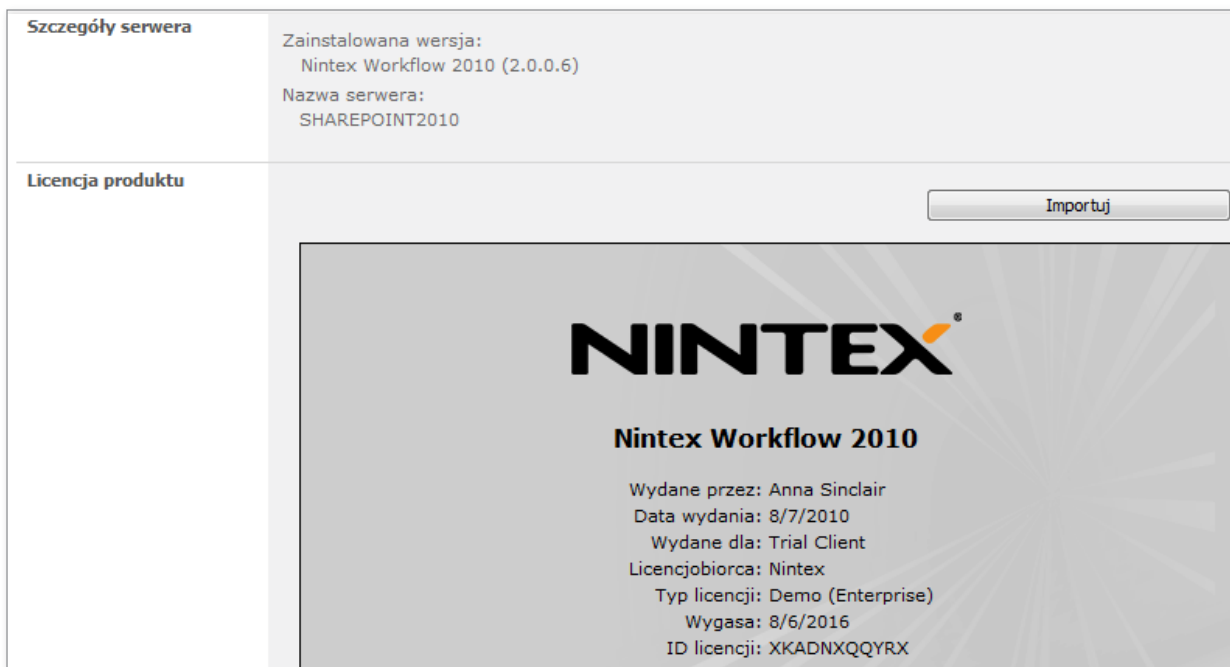 Szczegóły serwera
Zainstalowana wersja:
Nintex Workflow 2010 (2.0.0.6)
Nazwa serwera:
SHAREPOINT2010
Licencja produktu
Importuj
NINTEX®
Nintex Workflow 2010
Wydane przez: Anna Sinclair
Data wydania: 8/7/2010
Wydane dla: Trial Client
Licencjobiorca: Nintex
Typ licencji: Demo (Enterprise)
Wygasa: 8/6/2016
ID licencji: XKADNXQQYRX